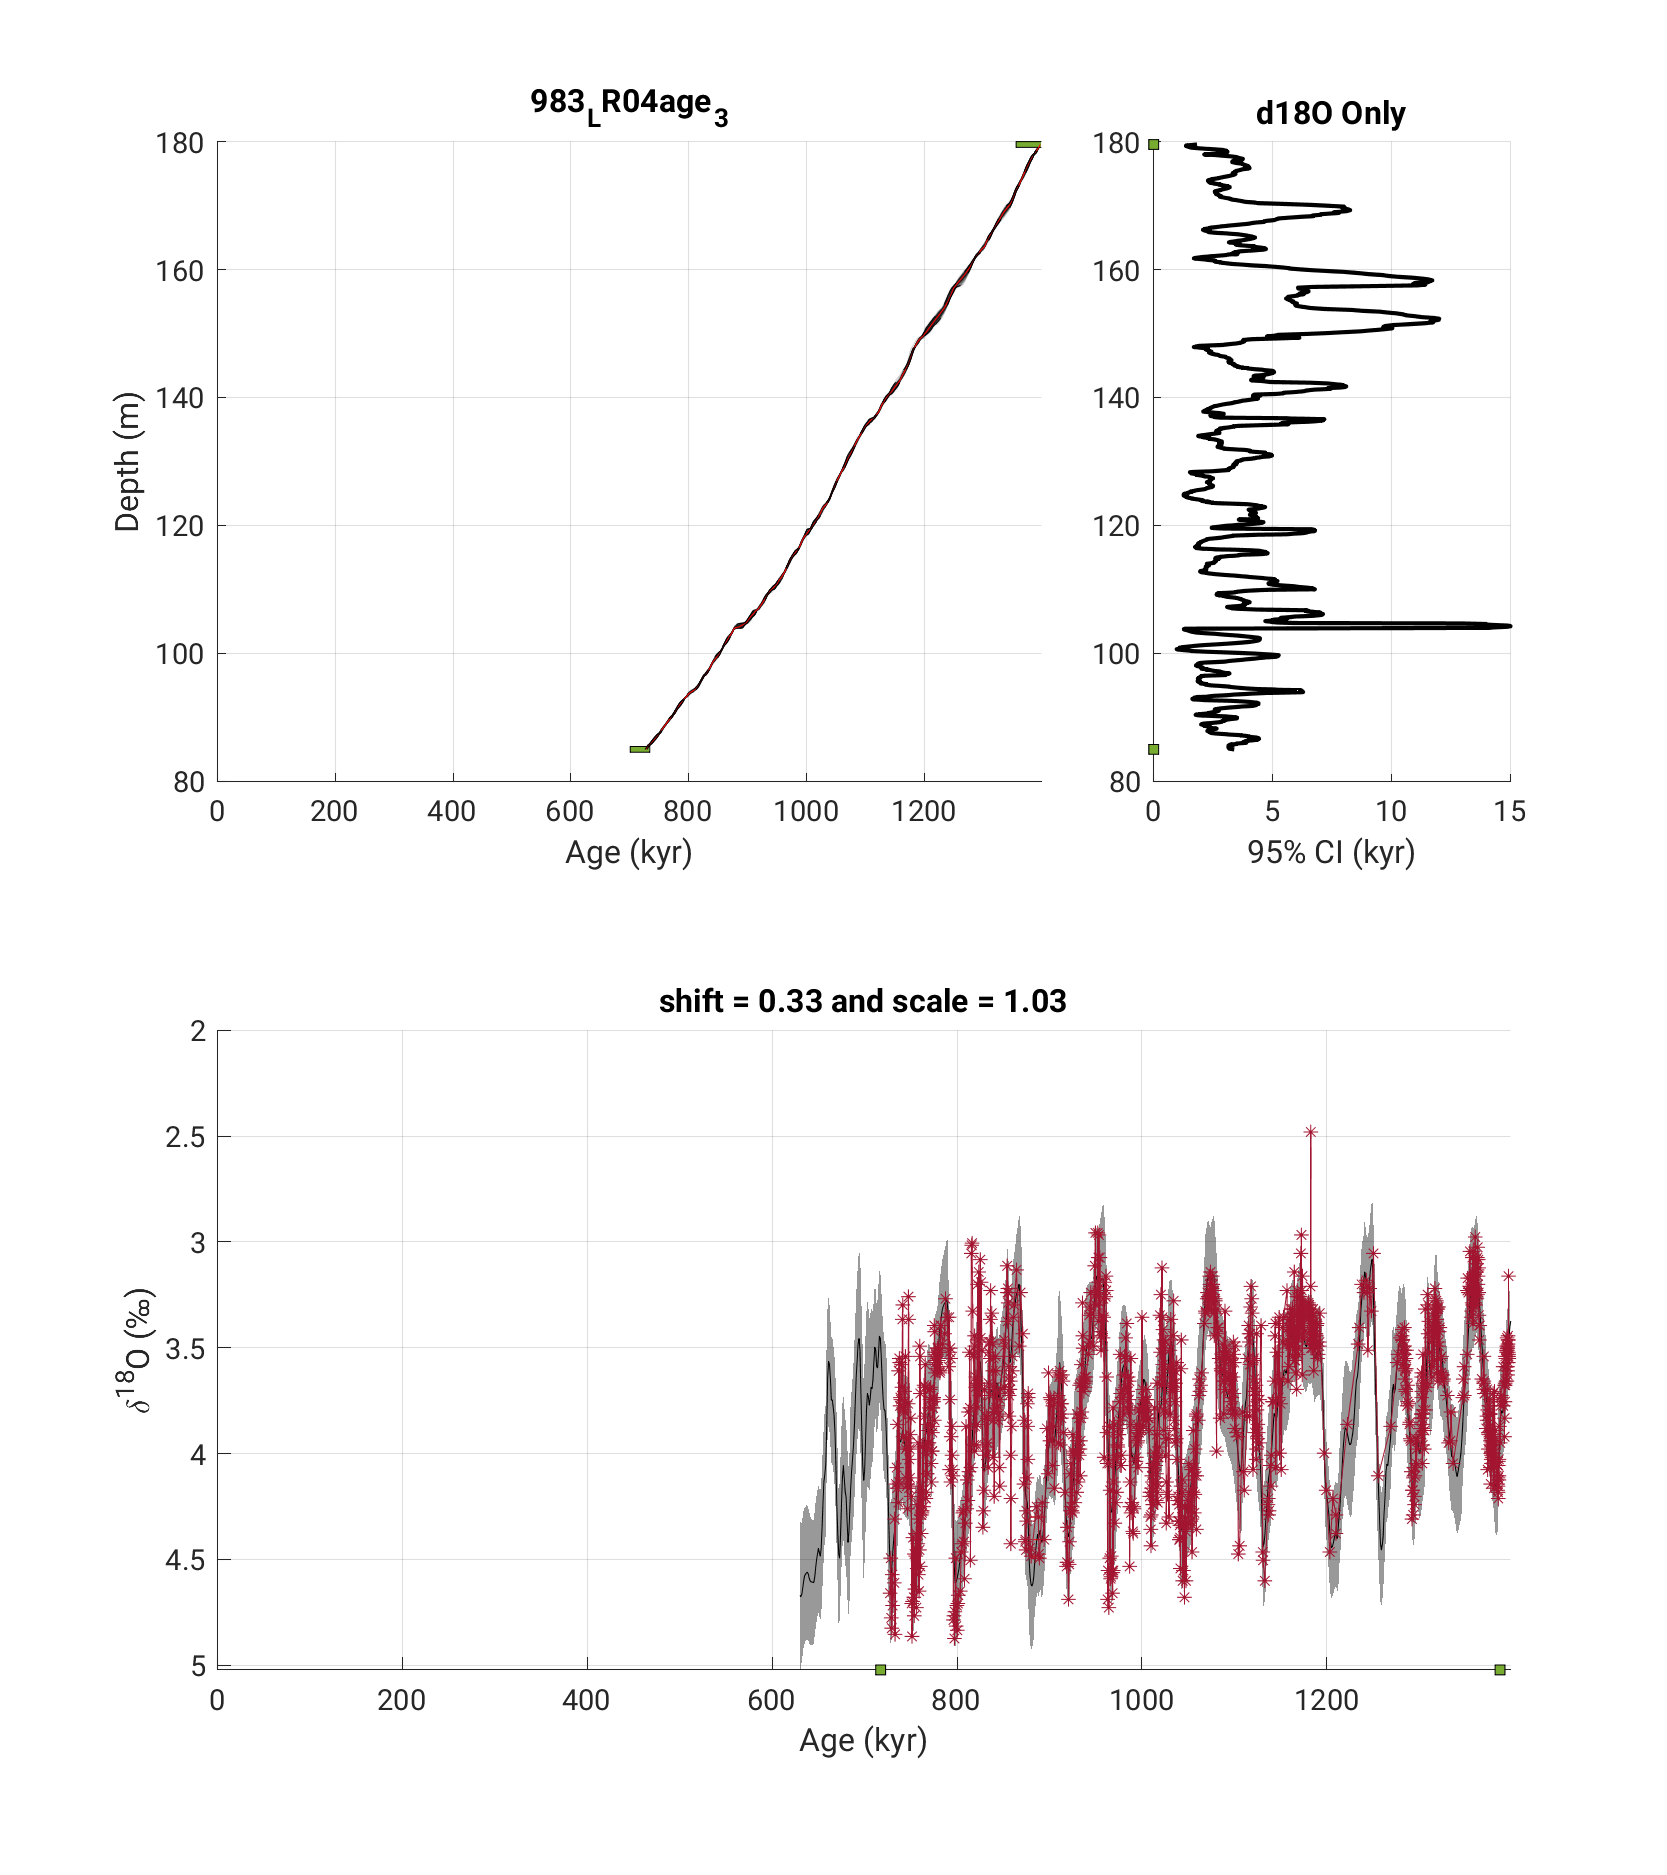 983LR04age3
d18O Only
180
160
140
120
100
80
Depth (m)
0 200 400 600 800 1000 1200
Age (kyr)
180
160
140
120
100
80
0 5 10 15
95% CI (kyr)
shift = 0.33 and scale = 1.03
2
2.5
3
3.5
4
4.5
5
δ18O (‰)
0 200 400 600 800 1000 1200
Age (kyr)